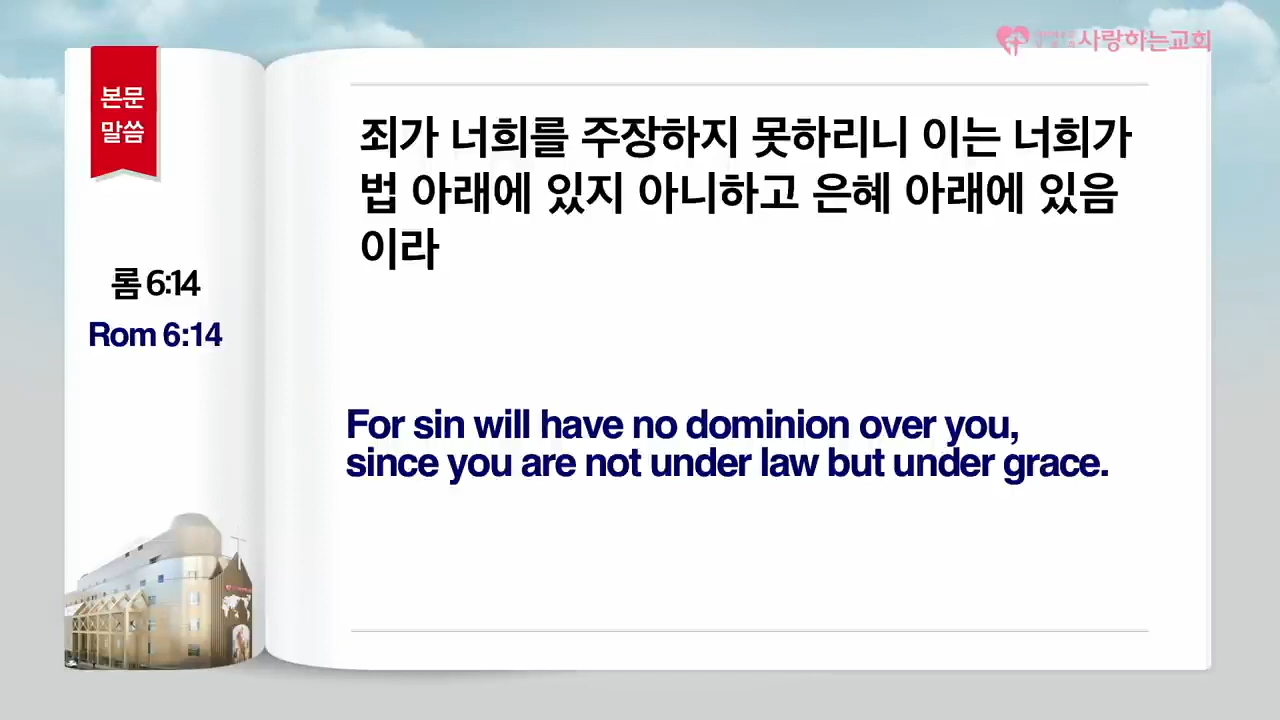 사랑하는교회
본문
말씀
죄가 너희를 주장하지 못하리니 이는 너희가
법 아래에 있지 아니하고 은혜 아래에 있음
이라
롬 6:14
Rom 6:14
For sin will have no dominion over you,
since you are not under law but under grace.